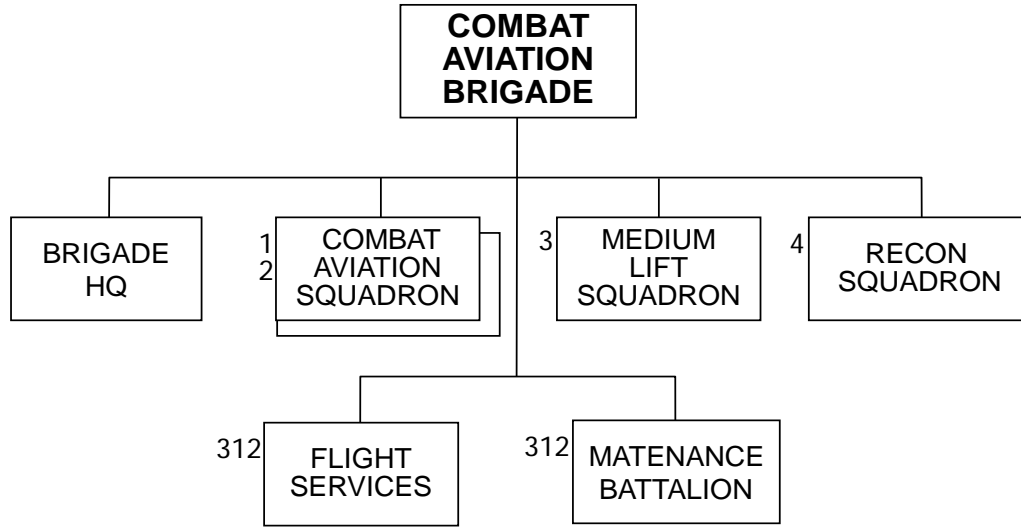 COMBAT
AVIATION
BRIGADE
BRIGADE
HQ
1
2
COMBAT
AVIATION
SQUADRON
3
MEDIUM
LIFT
SQUADRON
4
RECON
SQUADRON
312
FLIGHT
SERVICES
312
MATENANCE
BATTALION